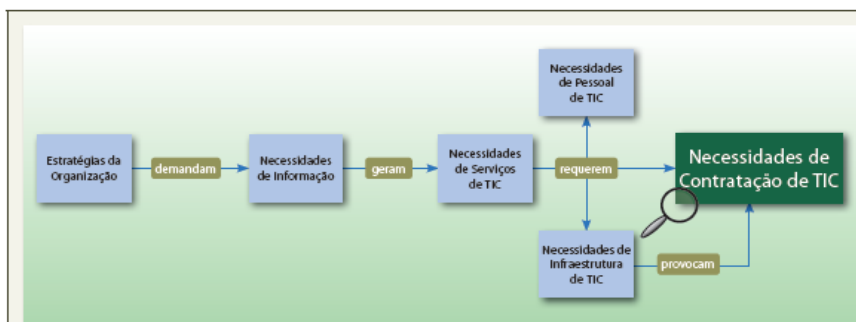 Estratégias da
Organização
demandam
Necessidades
de Informação
geram
Necessidades
de Serviços
de TIC
requerem
Necessidades
de Pessoal
de TIC
Necessidades de
Infraestrutura
de TIC
provocam
Necessidades de
Contratação de TIC